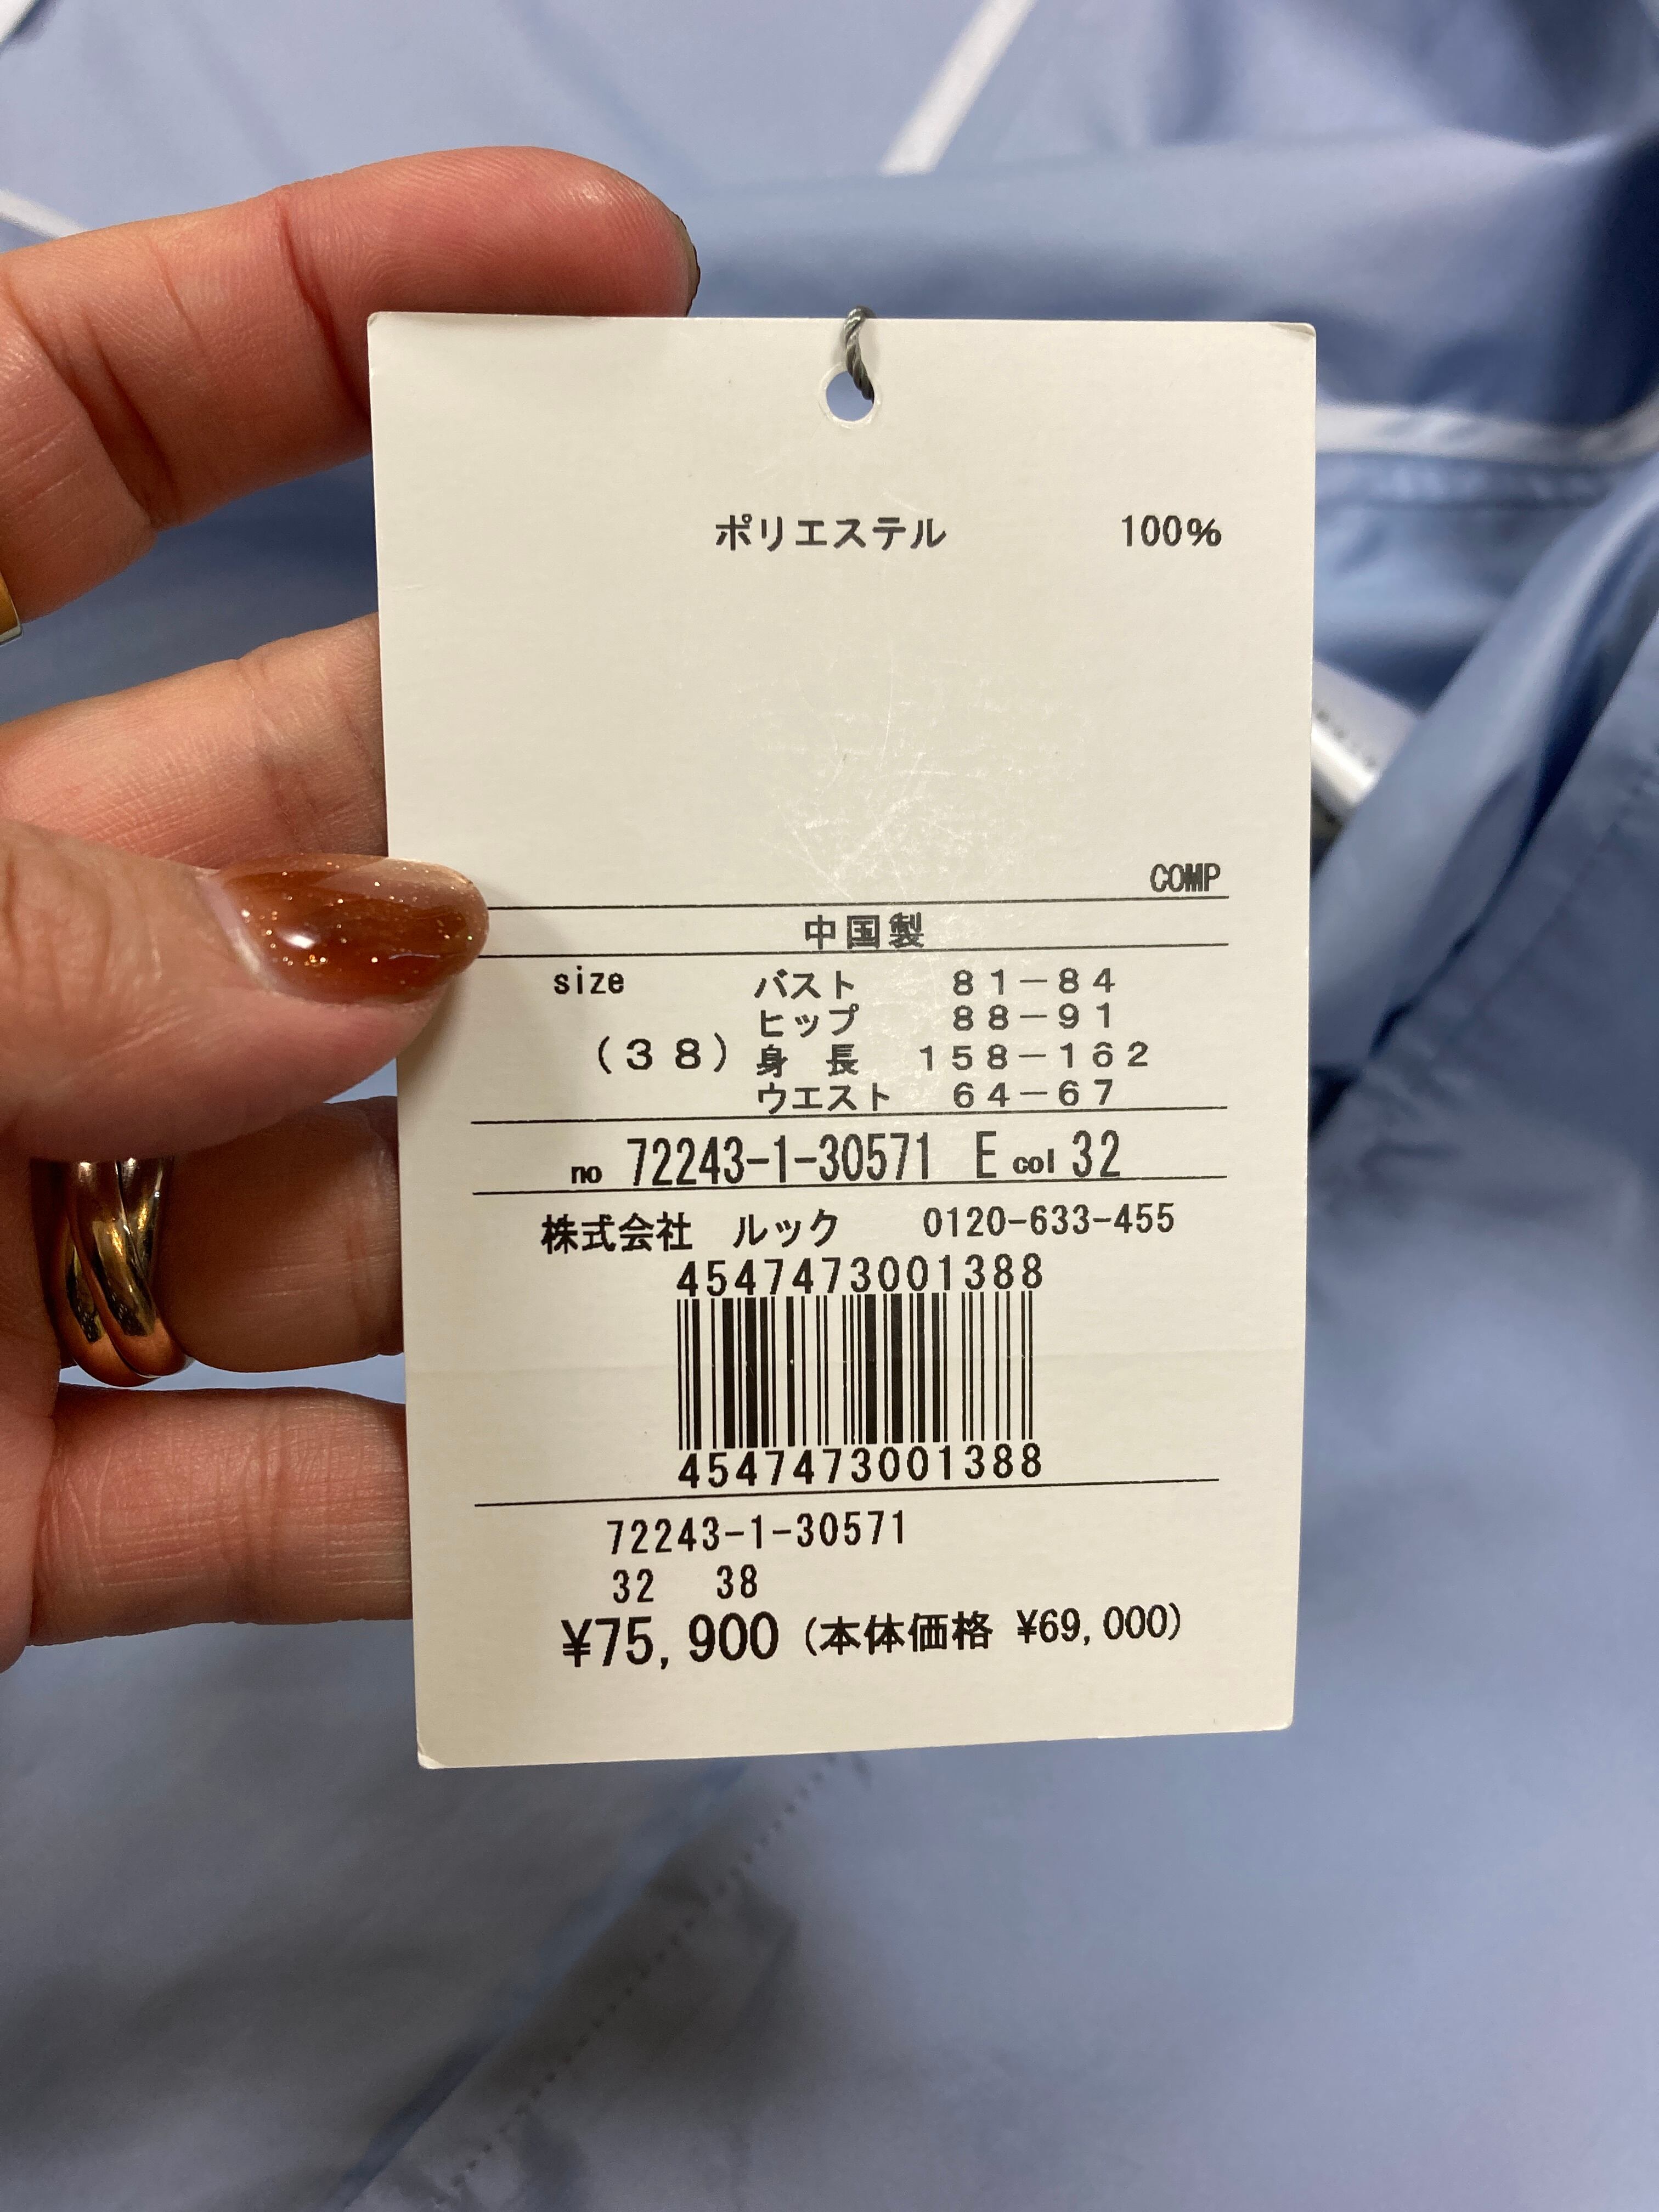 ポリエステル 100%
COMP
中国製
size バスト 81-84
ヒップ 88-91
(38) 身 長 158-162
ウエスト 64-67
no 72243-1-30571 E col 32
株式会社 ルック 0120-633-455
4547473001388
4547473001388
72243-1-30571
32 38
¥75,900 (本体価格 ¥69,000)